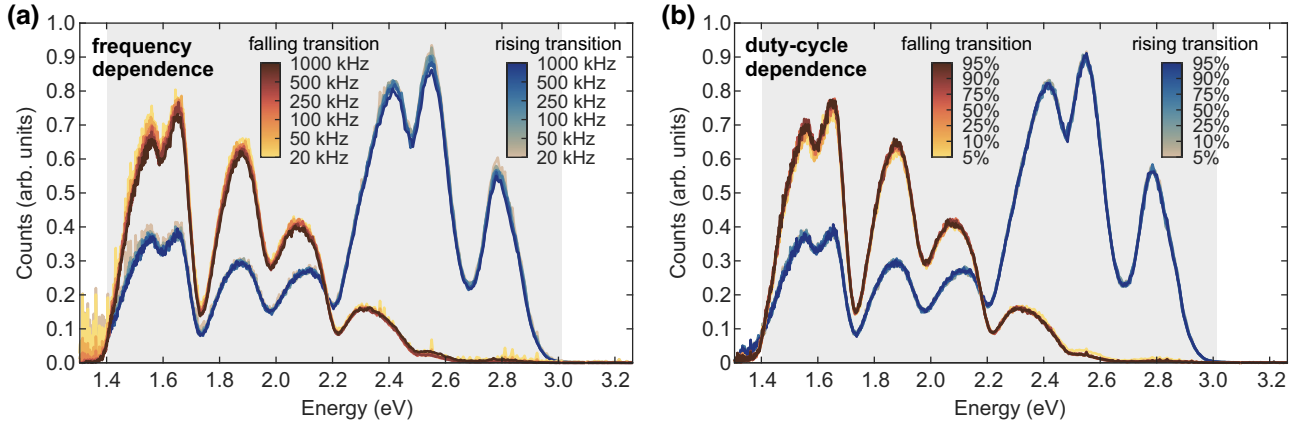 (a)
frequency
dependence
falling transition
1000 kHz
500 kHz
250 kHz
100 kHz
50 kHz
20 kHz
rising transition
1000 kHz
500 kHz
250 kHz
100 kHz
50 kHz
20 kHz
Counts (arb. units)
1.0
0.9
0.8
0.7
0.6
0.5
0.4
0.3
0.2
0.1
0.0
1.4
1.6
1.8
2.0
2.2
2.4
2.6
2.8
3.0
3.2
Energy (eV)
(b)
duty-cycle
dependence
falling transition
95%
90%
75%
50%
25%
10%
5%
rising transition
95%
90%
75%
50%
25%
10%
5%
Counts (arb. units)
1.0
0.9
0.8
0.7
0.6
0.5
0.4
0.3
0.2
0.1
0.0
1.4
1.6
1.8
2.0
2.2
2.4
2.6
2.8
3.0
3.2
Energy (eV)